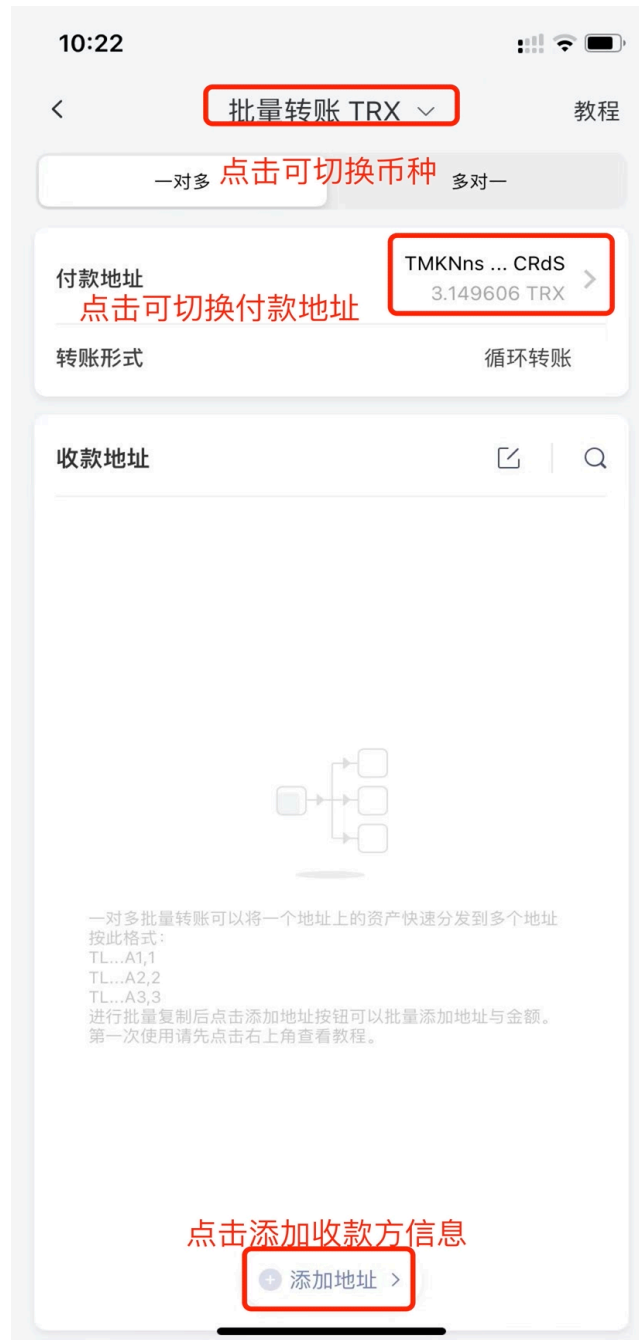 10:22
批量转账 TRX
教程
一对多
点击可切换币种
多对一
付款地址
TMKNns ... CRdS
3.149606 TRX
点击可切换付款地址
转账形式
循环转账
收款地址
一对多批量转账可以将一个地址上的资产快速分发到多个地址
按此格式：
TL...A1,1
TL...A2,2
TL...A3,3
进行批量复制后点击添加地址按钮可以批量添加地址与金额。
第一次使用请先点击右上角查看教程。
点击添加收款方信息
添加地址